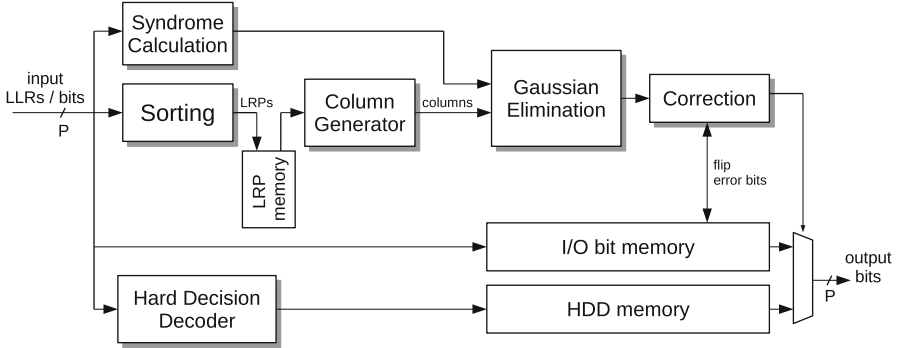 Syndrome
Calculation
input
LLRs / bits
P
Sorting
LRPs
LRP
memory
Column
Generator
columns
Gaussian
Elimination
Correction
flip
error bits
I/O bit memory
output
bits
P
Hard Decision
Decoder
HDD memory